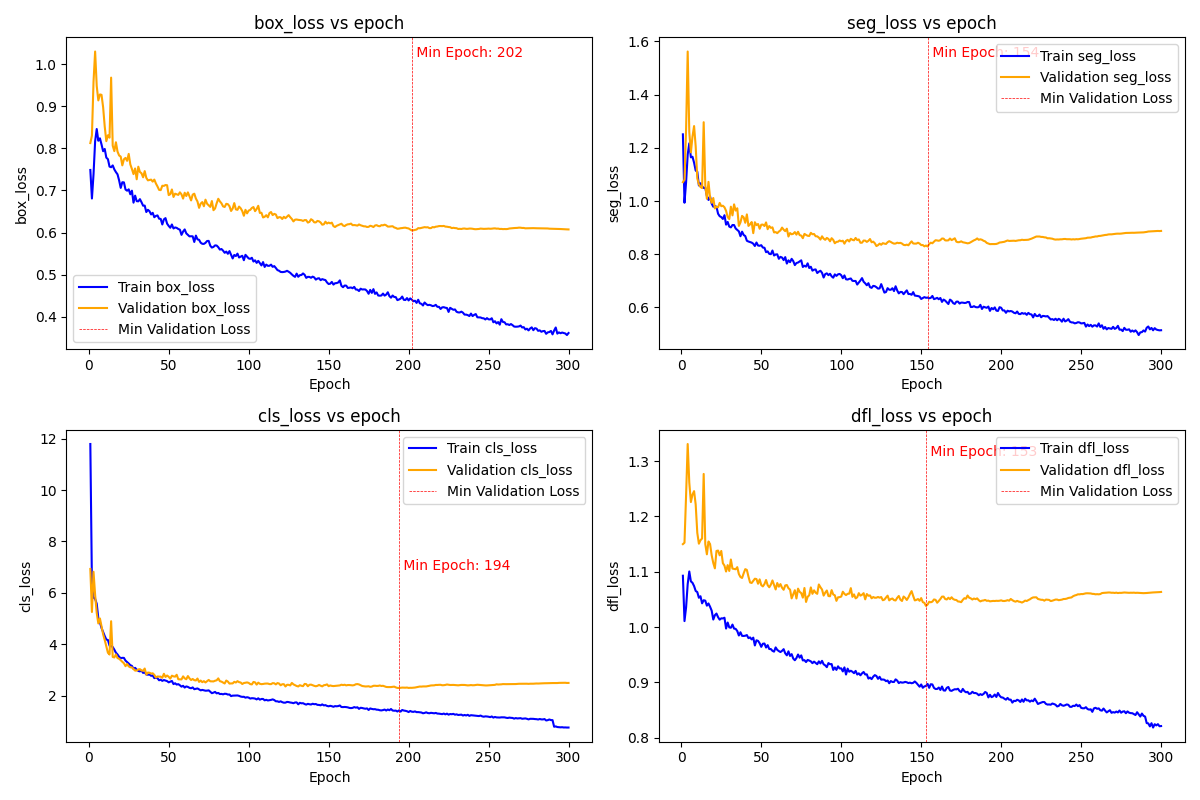 box_loss vs epoch
Min Epoch: 202
1.0
0.9
0.8
0.7
0.6
0.5
0.4
box_loss
Train box_loss
Validation box_loss
Min Validation Loss
0 50 100 150 200 250 300
Epoch
seg_loss vs epoch
Min Epoch: 154
Train seg_loss
Validation seg_loss
Min Validation Loss
1.6
1.4
1.2
1.0
0.8
0.6
seg_loss
0 50 100 150 200 250 300
Epoch
cls_loss vs epoch
Train cls_loss
Validation cls_loss
Min Validation Loss
Min Epoch: 194
12
10
8
6
4
2
cls_loss
0 50 100 150 200 250 300
Epoch
dfl_loss vs epoch
Min Epoch: 153
Train dfl_loss
Validation dfl_loss
Min Validation Loss
1.3
1.2
1.1
1.0
0.9
0.8
dfl_loss
0 50 100 150 200 250 300
Epoch